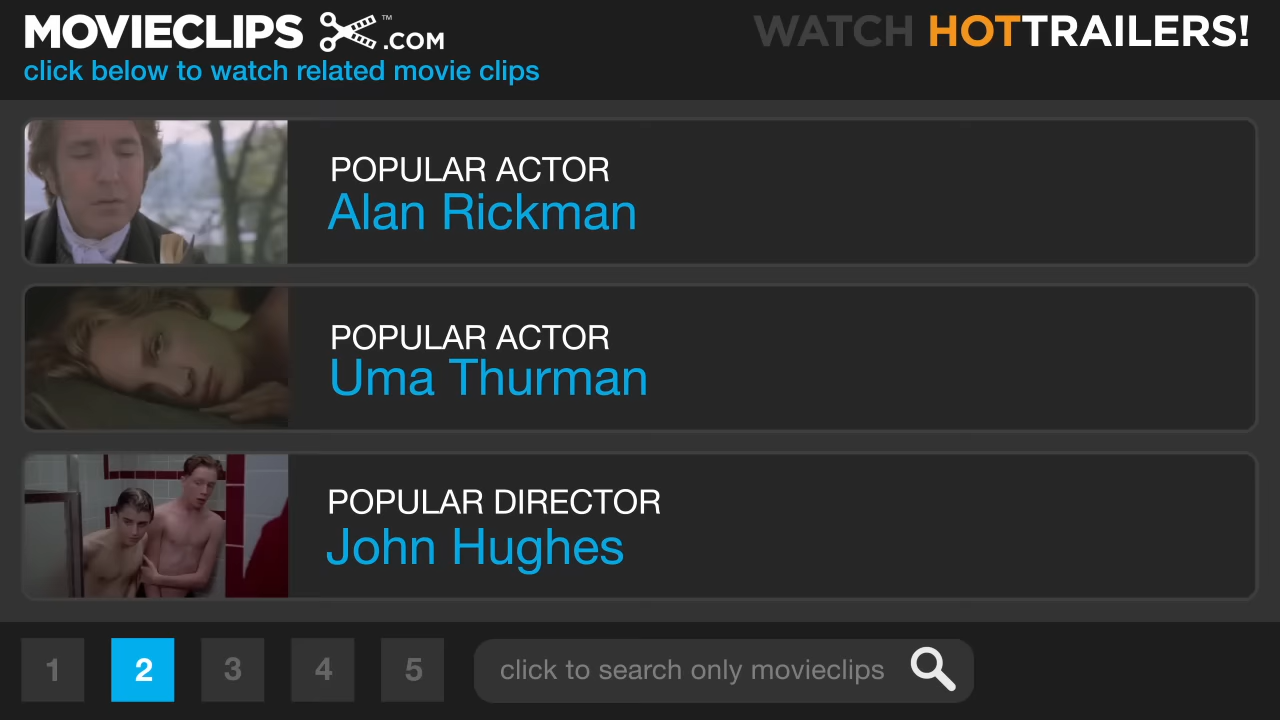 MOVIECLIPS ™ .COM
WATCH HOTTRAILERS!
click below to watch related movie clips
POPULAR ACTOR
Alan Rickman
POPULAR ACTOR
Uma Thurman
POPULAR DIRECTOR
John Hughes
1 2 3 4 5 click to search only movieclips